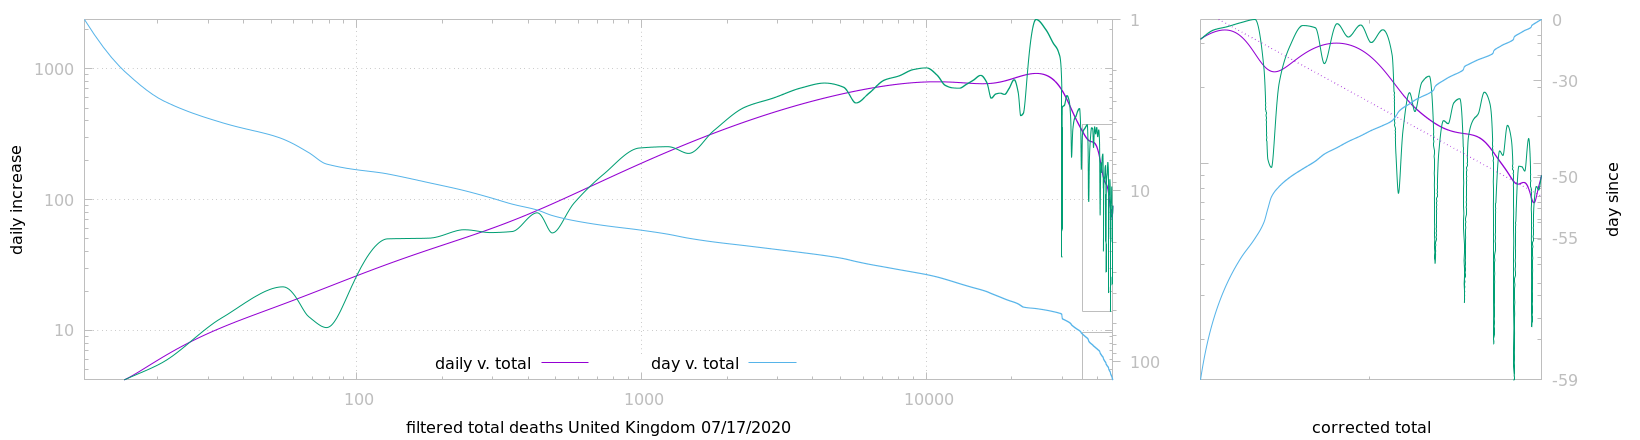 daily increase
1000
100
10
100
1000
10000
1
10
100
daily v. total
day v. total
filtered total deaths United Kingdom 07/17/2020
0
-30
-50
-55
-59
day since
corrected total